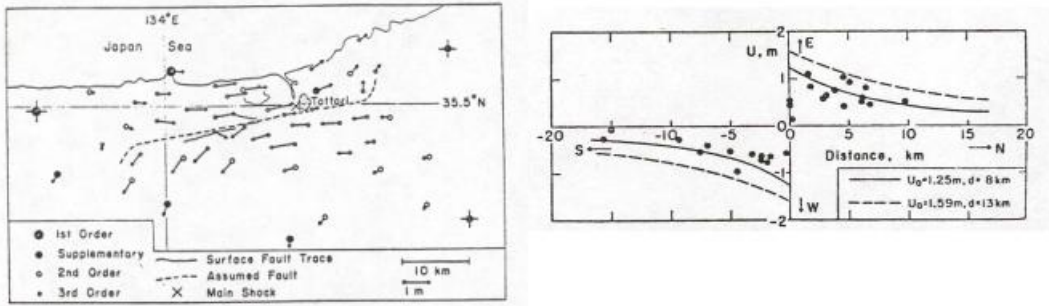 134°E
Japan Sea
Tottori
35.5°N
1st Order
Supplementary
2nd Order
3rd Order
Surface Fault Trace
Assumed Fault
Main Shock
10 km
1 m
U, m
E
2
1
0
-20 -15 -10 -5 0 5 10 15 20
S
Distance, km
N
-1
W
-2
U₀=1.25m, d= 8km
U₀=1.59m, d=13km